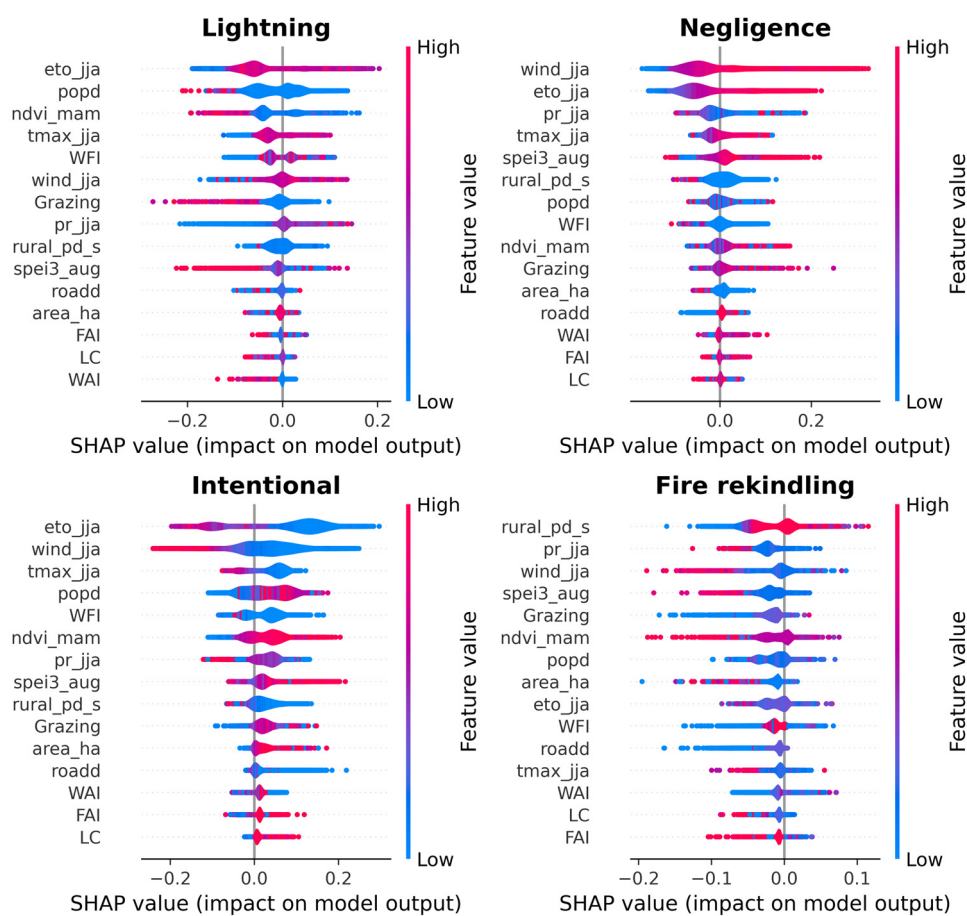 Lightning
High
eto_jja
popd
ndvi_mam
tmax_jja
WFI
wind_jja
Grazing
pr_jja
rural_pd_s
spei3_aug
roadd
area_ha
FAI
LC
WAI
Low
Feature value
−0.2 0.0 0.2
SHAP value (impact on model output)
Negligence
High
wind_jja
eto_jja
pr_jja
tmax_jja
spei3_aug
rural_pd_s
popd
WFI
ndvi_mam
Grazing
area_ha
roadd
WAI
FAI
LC
Low
Feature value
0.0 0.2
SHAP value (impact on model output)
Intentional
High
eto_jja
wind_jja
tmax_jja
popd
WFI
ndvi_mam
pr_jja
spei3_aug
rural_pd_s
Grazing
area_ha
roadd
WAI
FAI
LC
Low
Feature value
−0.2 0.0 0.2
SHAP value (impact on model output)
Fire rekindling
High
rural_pd_s
pr_jja
wind_jja
spei3_aug
Grazing
ndvi_mam
popd
area_ha
eto_jja
WFI
roadd
tmax_jja
WAI
LC
FAI
Low
Feature value
−0.2 −0.1 0.0 0.1
SHAP value (impact on model output)